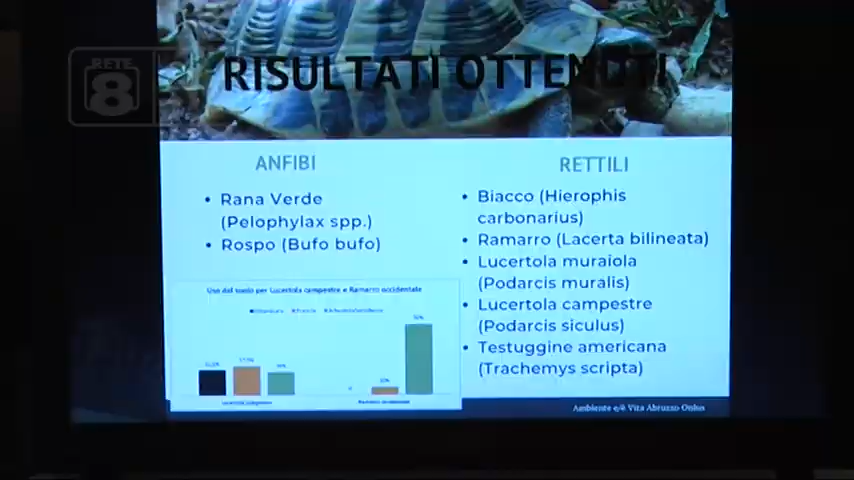 RETE
8
RISULTATI OTTENUTI
ANFIBI
• Rana Verde
(Pelophylax spp.)
• Rospo (Bufo bufo)
Uso del suolo per Lucertola campestre e Ramarro occidentale
RETTILI
• Biacco (Hierophis
carbonarius)
• Ramarro (Lacerta bilineata)
• Lucertola muraiola
(Podarcis muralis)
• Lucertola campestre
(Podarcis siculus)
• Testuggine americana
(Trachemys scripta)
Ambiente e/è Vita Abruzzo Onlus